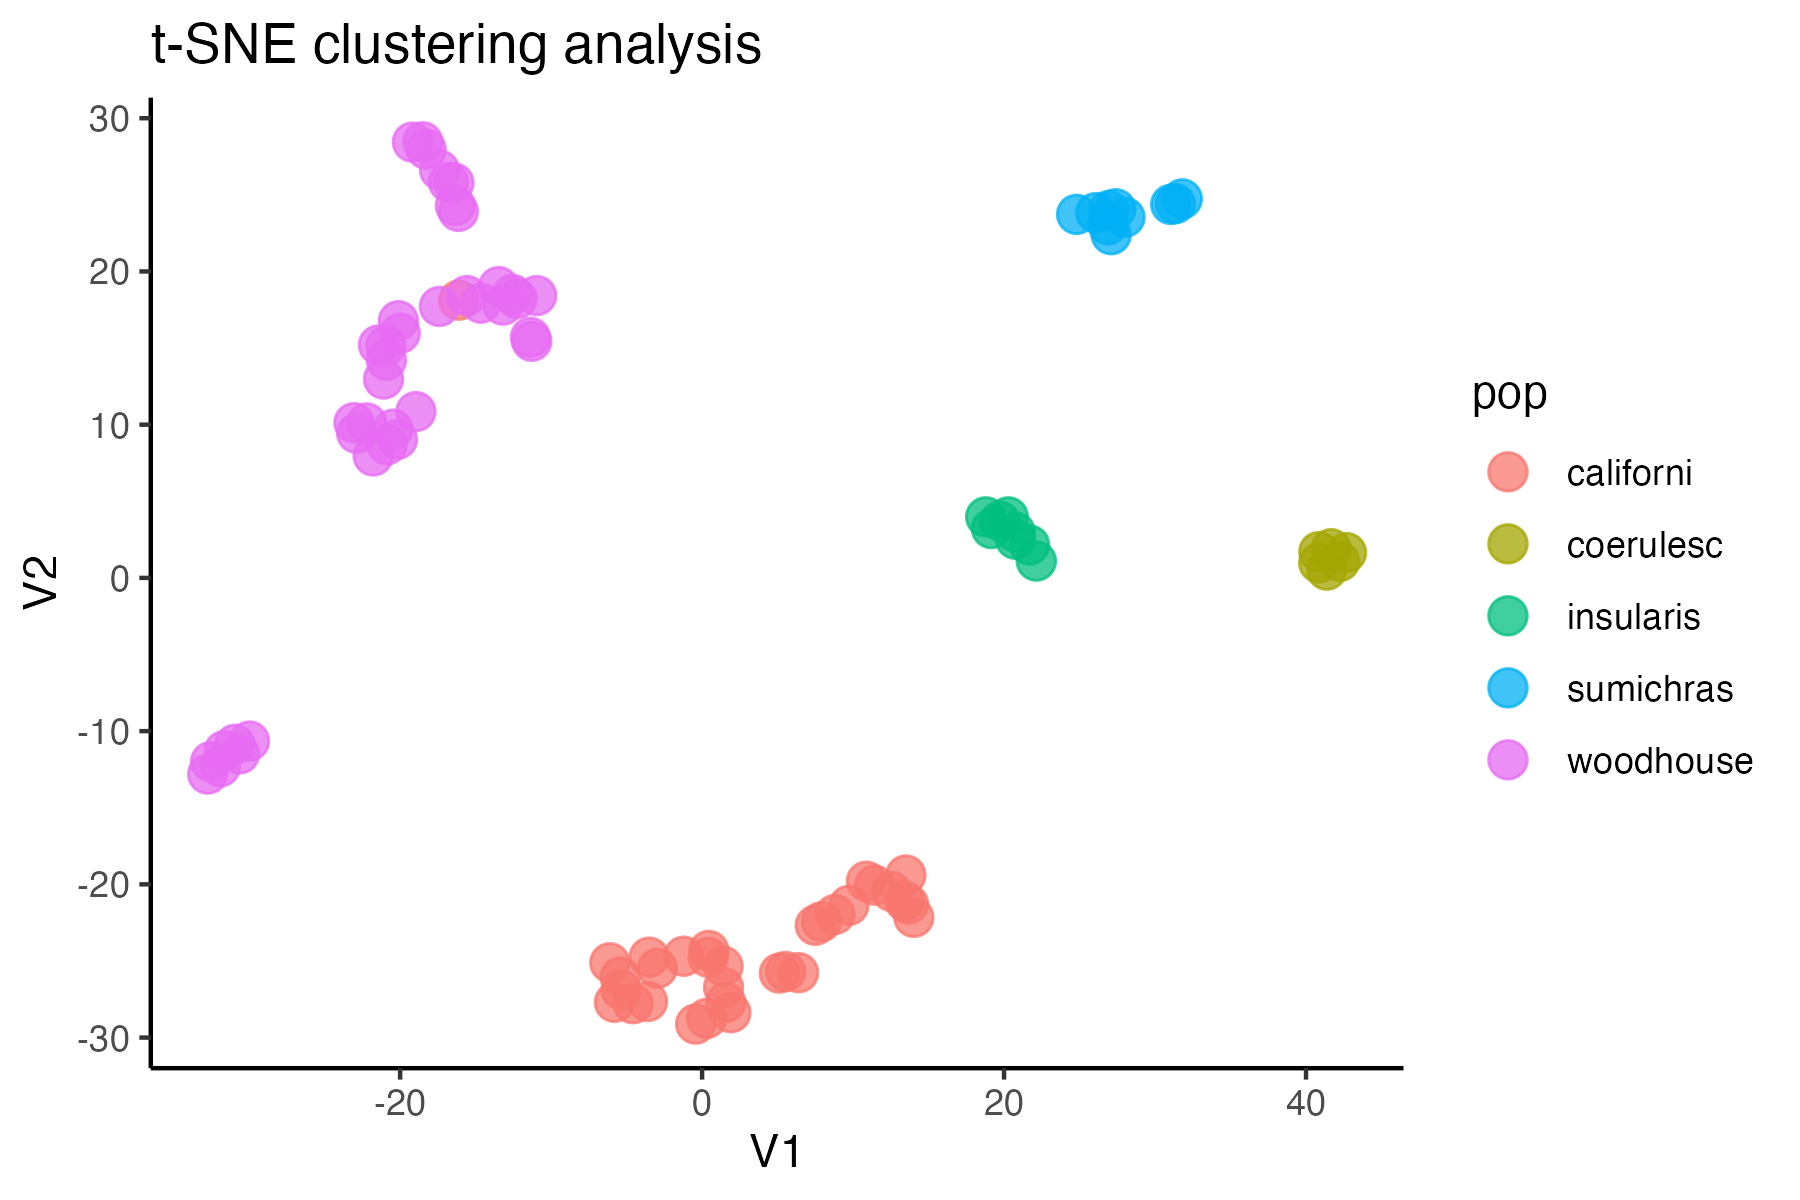 t-SNE clustering analysis
30
20
10
0
-10
-20
-30
V2
-20
0
20
40
V1
pop
californi
coerulesc
insularis
sumichras
woodhouse